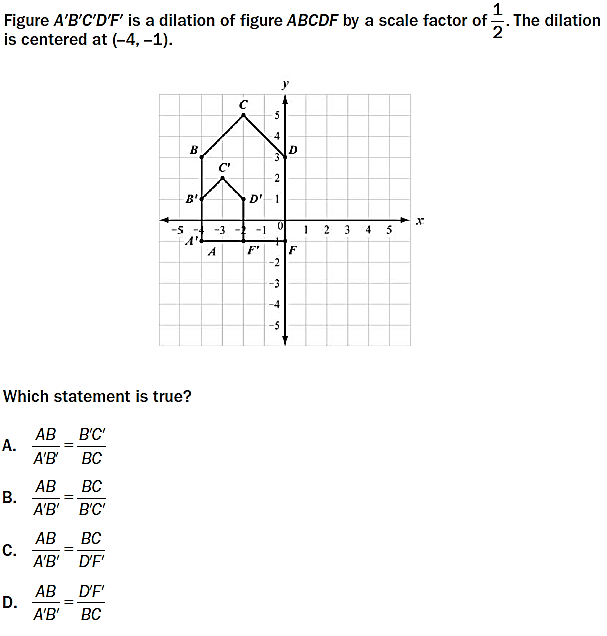 Figure A′B′C′D′F′ is a dilation of figure ABCDF by a scale factor of 1/2. The dilation
is centered at (–4, –1).
y
C
5
4
B
3
D
C'
2
B'
D'
1
-5 -4 -3 -2 -1 0 1 2 3 4 5 x
A'
-1
A
F'
F
-2
-3
-4
-5
Which statement is true?
A. AB/A′B′ = B′C′/BC
B. AB/A′B′ = BC/B′C′
C. AB/A′B′ = BC/D′F′
D. AB/A′B′ = D′F′/BC